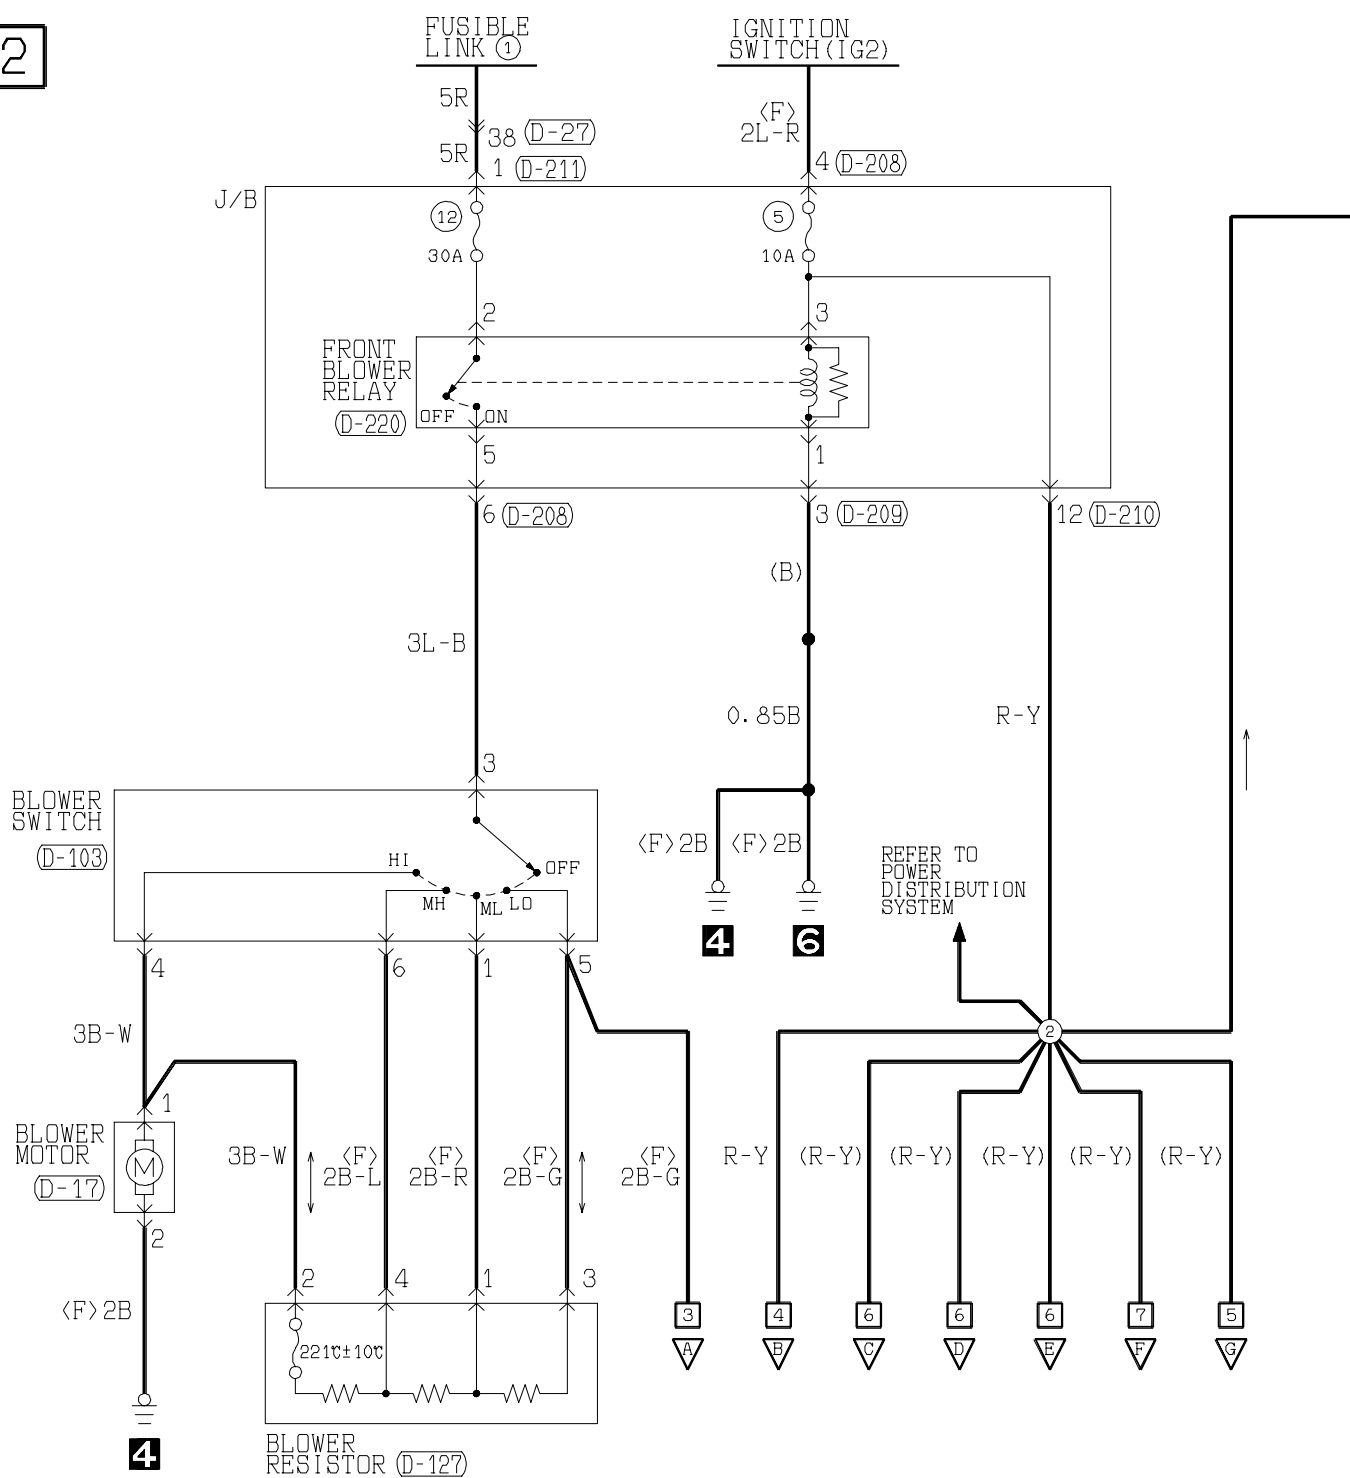 2
FUSIBLE
LINK ①
IGNITION
SWITCH(IG2)
5R
〈F〉
2L-R
38 (D-27)
5R
1 (D-211)
4 (D-208)
J/B
12
5
30A
10A
2
3
FRONT
BLOWER
RELAY
(D-220)
OFF
ON
5
1
6 (D-208)
3 (D-209)
12 (D-210)
(B)
3L-B
0.85B
R-Y
3
BLOWER
SWITCH
(D-103)
HI
OFF
MH
ML
LO
〈F〉2B
〈F〉2B
REFER TO
POWER
DISTRIBUTION
SYSTEM
4
6
4
6
1
5
3B-W
2
1
BLOWER
MOTOR
(D-17)
M
3B-W
〈F〉
2B-L
〈F〉
2B-R
〈F〉
2B-G
〈F〉
2B-G
R-Y
(R-Y)
(R-Y)
(R-Y)
(R-Y)
(R-Y)
2
〈F〉2B
2
4
1
3
3
4
6
6
6
7
5
A
B
C
D
E
F
G
221℃±10℃
4
BLOWER
RESISTOR (D-127)